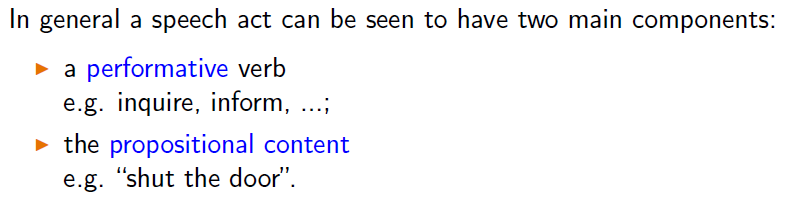 In general a speech act can be seen to have two main components:
▶ a performative verb
e.g. inquire, inform, ...;
▶ the propositional content
e.g. “shut the door”.